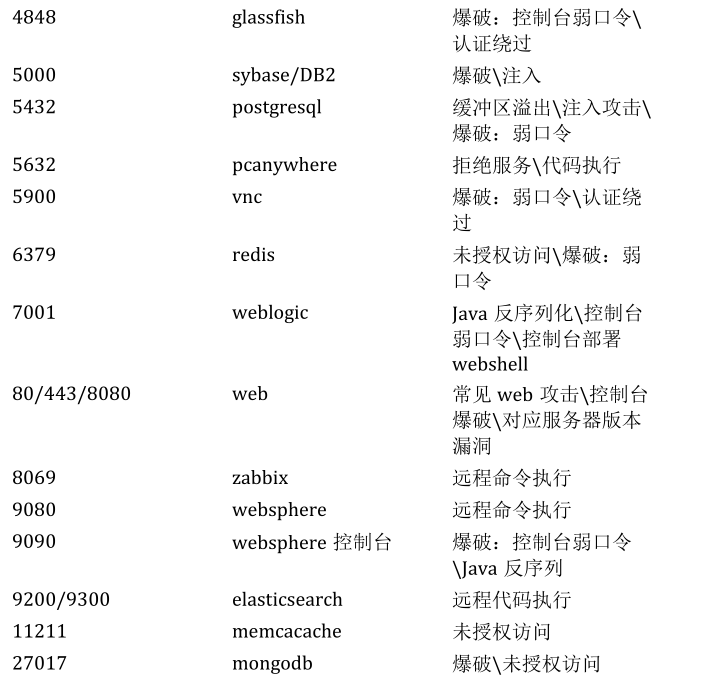 4848 glassfish 爆破：控制台弱口令\
认证绕过
5000 sybase/DB2 爆破\注入
5432 postgresql 缓冲区溢出\注入攻击\
爆破：弱口令
5632 pcanywhere 拒绝服务\代码执行
5900 vnc 爆破：弱口令\认证绕
过
6379 redis 未授权访问\爆破：弱
口令
7001 weblogic Java 反序列化\控制台
弱口令\控制台部署
webshell
80/443/8080 web 常见 web 攻击\控制台
爆破\对应服务器版本
漏洞
8069 zabbix 远程命令执行
9080 websphere 远程命令执行
9090 websphere 控制台 爆破：控制台弱口令
\Java 反序列
9200/9300 elasticsearch 远程代码执行
11211 memcacache 未授权访问
27017 mongodb 爆破\未授权访问